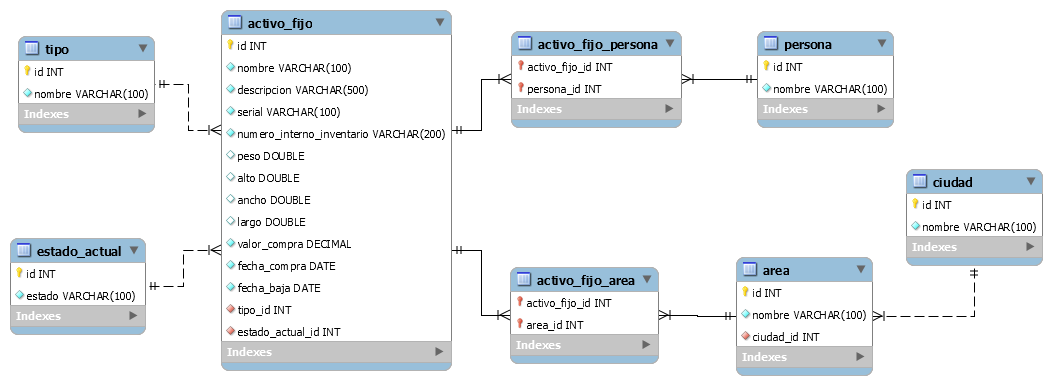 tipo
id INT
nombre VARCHAR(100)
Indexes
estado_actual
id INT
estado VARCHAR(100)
Indexes
activo_fijo
id INT
nombre VARCHAR(100)
descripcion VARCHAR(500)
serial VARCHAR(100)
numero_interno_inventario VARCHAR(200)
peso DOUBLE
alto DOUBLE
ancho DOUBLE
largo DOUBLE
valor_compra DECIMAL
fecha_compra DATE
fecha_baja DATE
tipo_id INT
estado_actual_id INT
Indexes
activo_fijo_persona
activo_fijo_id INT
persona_id INT
Indexes
persona
id INT
nombre VARCHAR(100)
Indexes
activo_fijo_area
activo_fijo_id INT
area_id INT
Indexes
area
id INT
nombre VARCHAR(100)
ciudad_id INT
Indexes
ciudad
id INT
nombre VARCHAR(100)
Indexes